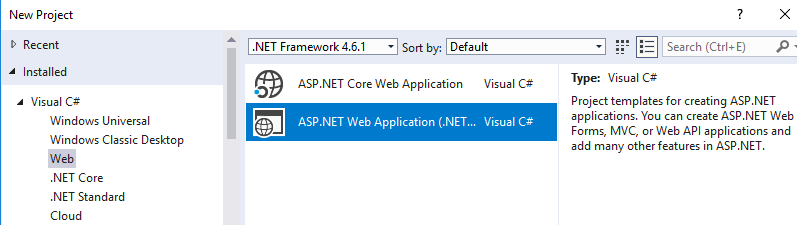 New Project
? ×
Recent
Installed
Visual C#
Windows Universal
Windows Classic Desktop
Web
.NET Core
.NET Standard
Cloud
.NET Framework 4.6.1 Sort by: Default
Search (Ctrl+E)
ASP.NET Core Web Application Visual C#
ASP.NET Web Application (.NET... Visual C#
Type: Visual C#
Project templates for creating ASP.NET
applications. You can create ASP.NET Web
Forms, MVC, or Web API applications and
add many other features in ASP.NET.